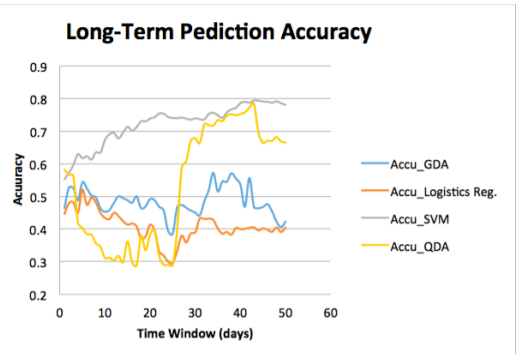 Long-Term Pediction Accuracy
0.9
0.8
0.7
0.6
0.5
0.4
0.3
0.2
Acuuracy
0 10 20 30 40 50 60
Time Window (days)
Accu_GDA
Accu_Logistics Reg.
Accu_SVM
Accu_QDA